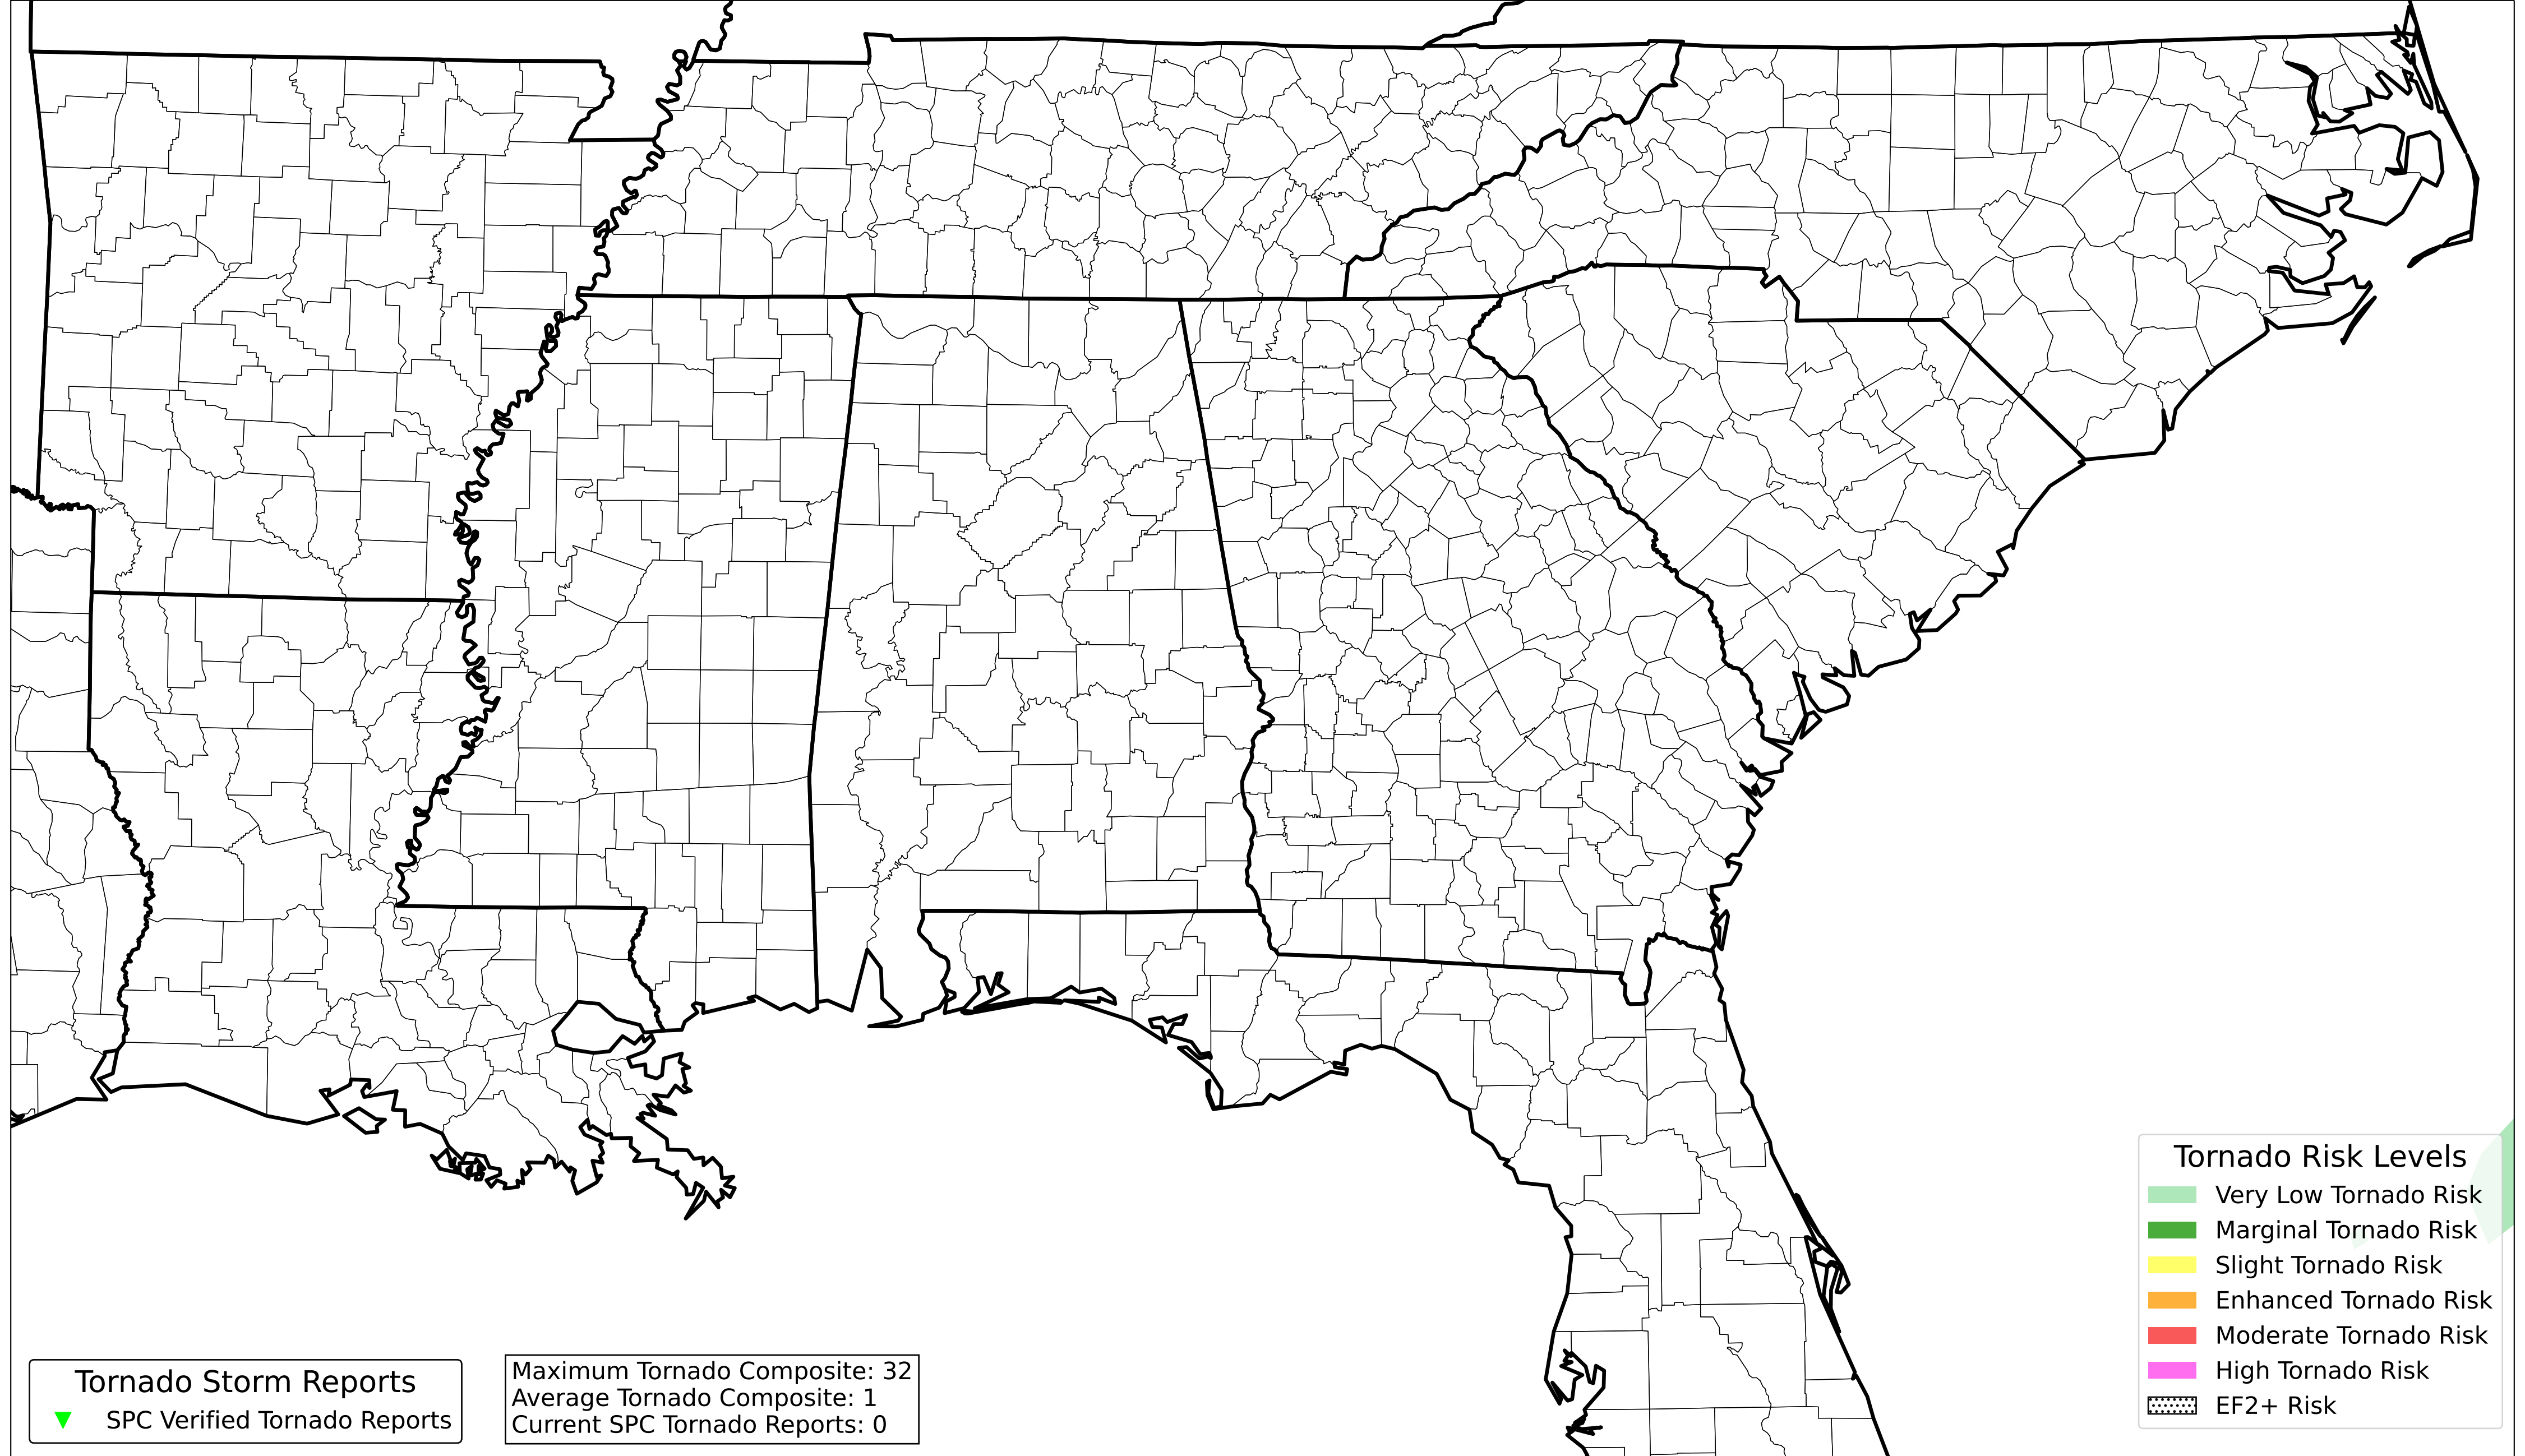 Tornado Risk Levels
Very Low Tornado Risk
Marginal Tornado Risk
Slight Tornado Risk
Enhanced Tornado Risk
Moderate Tornado Risk
High Tornado Risk
EF2+ Risk
Tornado Storm Reports
SPC Verified Tornado Reports
Maximum Tornado Composite: 32
Average Tornado Composite: 1
Current SPC Tornado Reports: 0